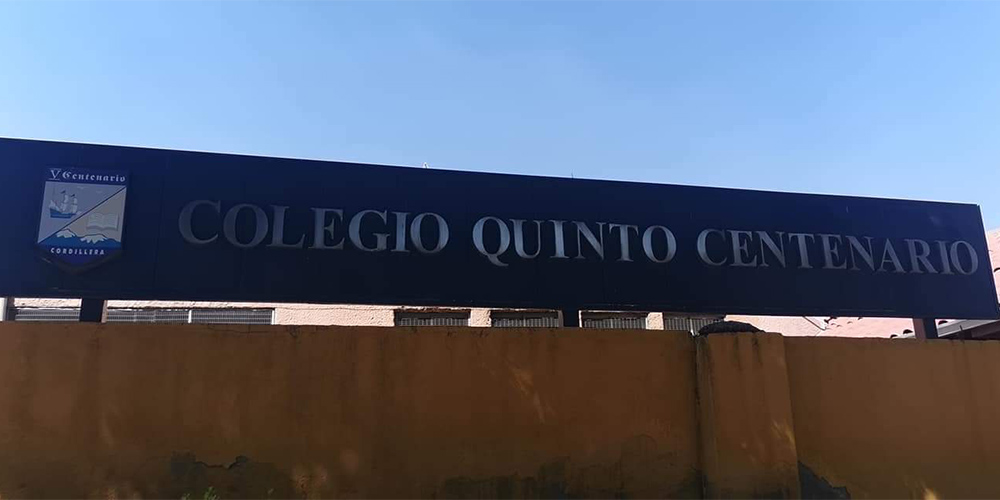 V Centenario
CORDILLERA
COLEGIO QUINTO CENTENARIO